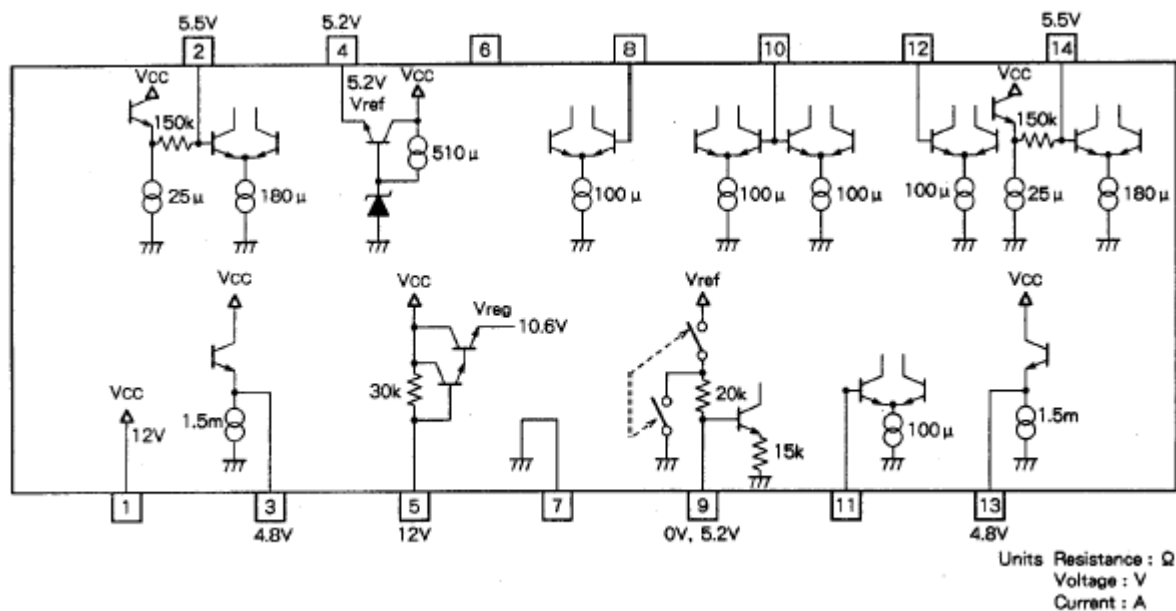 5.5V 5.2V 5.5V
2 4 6 8 10 12 14
Vcc 5.2V Vcc Vcc
Vref
150k 150k
510μ
25μ 180μ 100μ 100μ 100μ 100μ 25μ 180μ
Vcc Vcc Vref Vcc
Vreg
10.6V
Vcc 30k 20k
12V 1.5m 100μ 1.5m
15k
1 3 5 7 9 11 13
4.8V 12V 0V, 5.2V 4.8V
Units Resistance : Ω
Voltage : V
Current : A